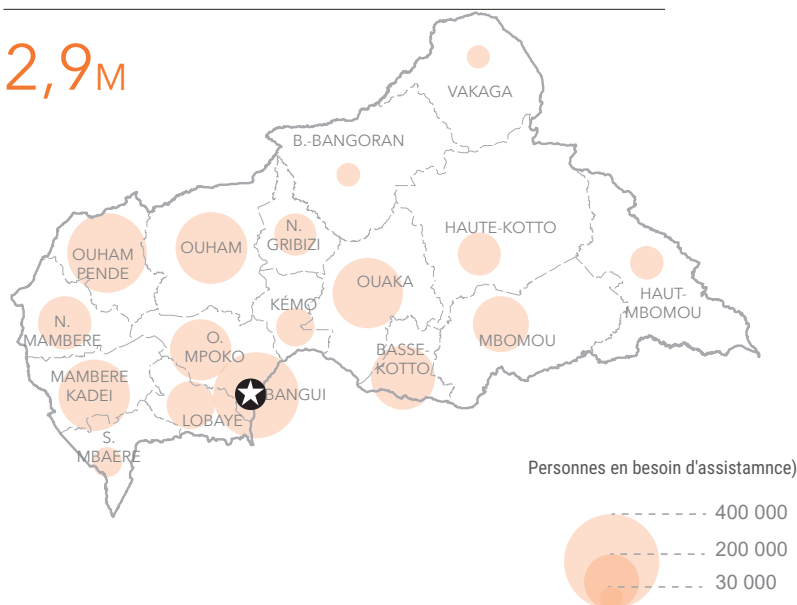 2,9M
VAKAGA
B.-BANGORAN
N.
GRIBIZI
HAUTE-KOTTO
OUHAM
PENDE
OUHAM
OUAKA
HAUT-
MBOMOU
KÉMO
N.
MAMBERE
O.
MPOKO
MBOMOU
BASSE-
KOTTO
MAMBERE
KADEI
BANGUI
LOBAYE
S.
MBAERE
Personnes en besoin d'assistamnce)
400 000
200 000
30 000